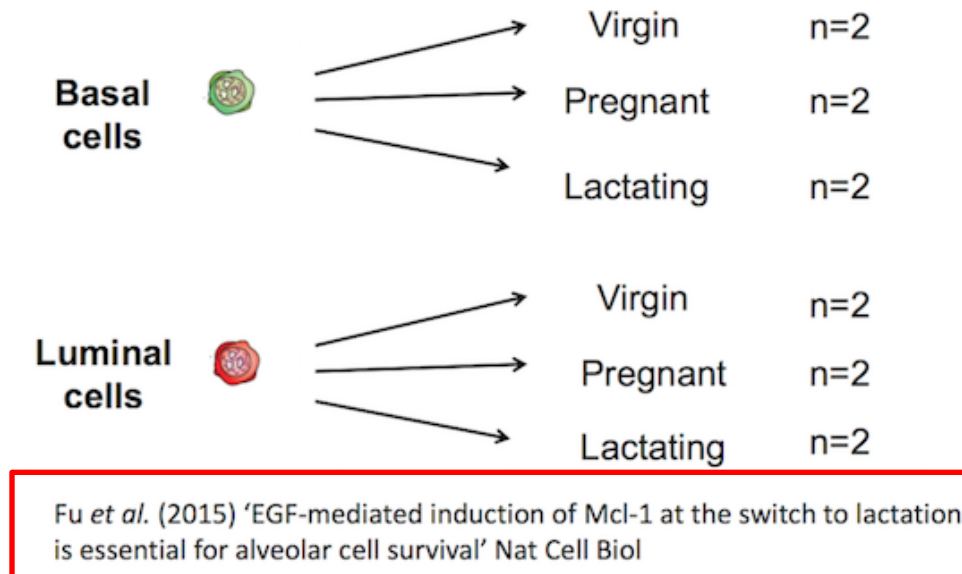 Virgin n=2
Basal cells
Pregnant n=2
Lactating n=2
Virgin n=2
Luminal cells
Pregnant n=2
Lactating n=2
Fu et al. (2015) ‘EGF-mediated induction of Mcl-1 at the switch to lactation
is essential for alveolar cell survival’ Nat Cell Biol